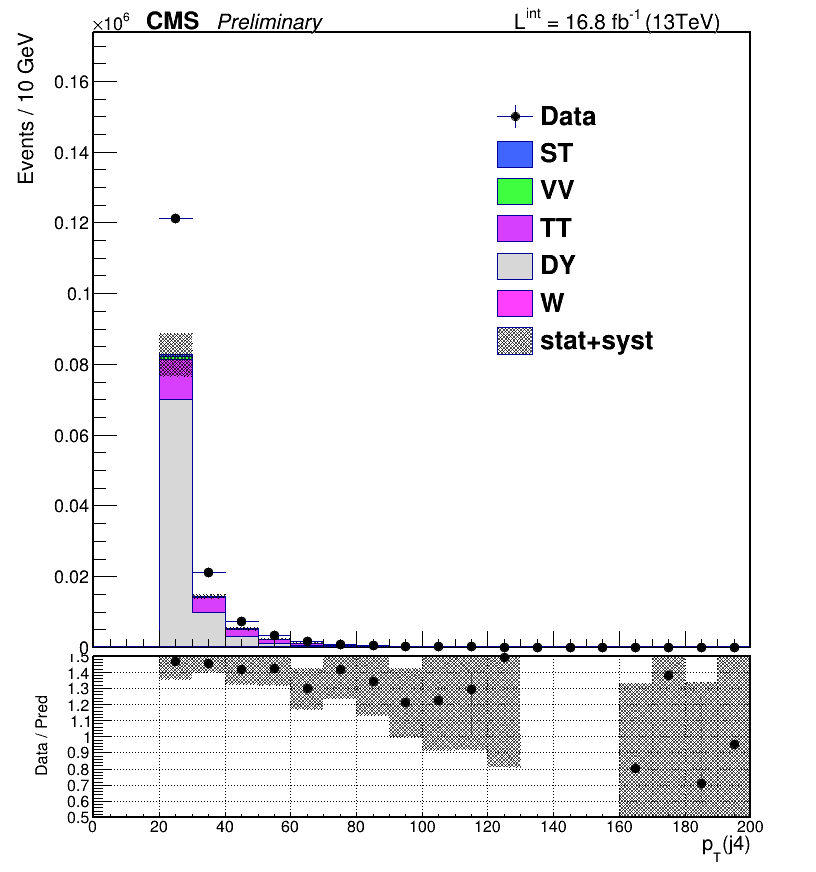 ×10⁶ CMS Preliminary L^int = 16.8 fb⁻¹ (13TeV)
Events / 10 GeV
0.16
0.14
0.12
0.1
0.08
0.06
0.04
0.02
0
Data
ST
VV
TT
DY
W
stat+syst
Data / Pred
1.5
1.4
1.3
1.2
1.1
1
0.9
0.8
0.7
0.6
0.5
0 20 40 60 80 100 120 140 160 180 200
p_T(j4)